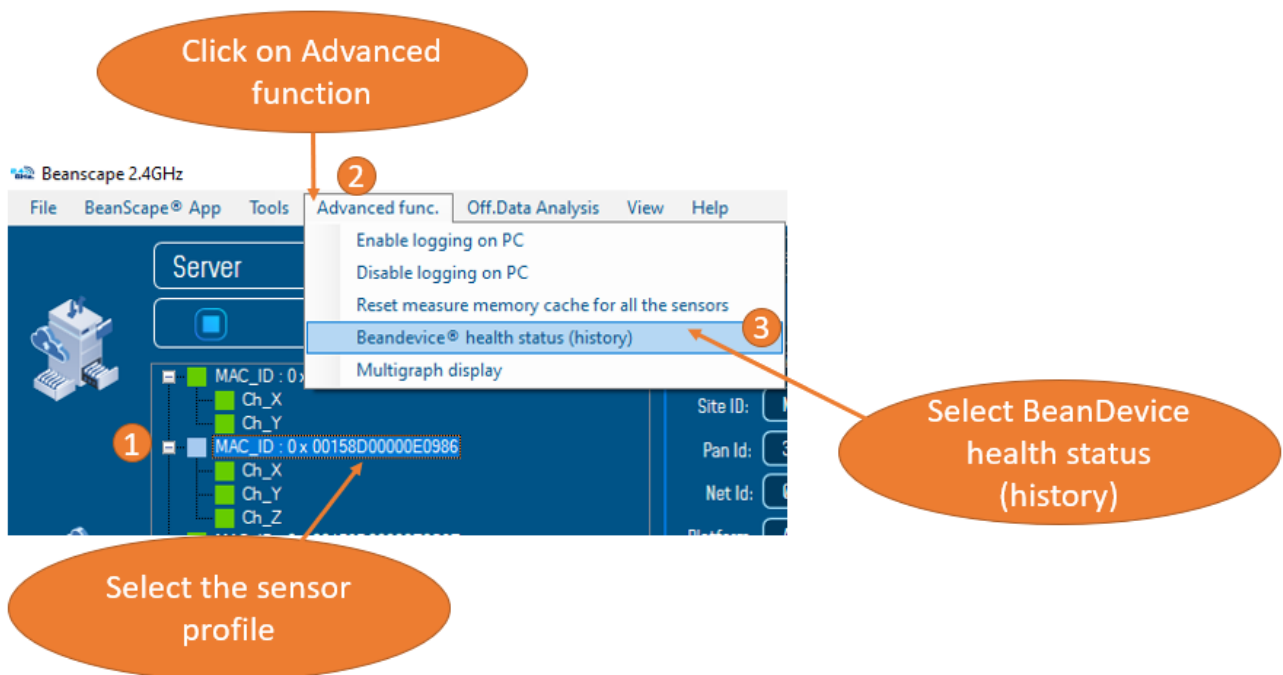 Click on Advanced
function
Beanscape 2.4GHz
2
File BeanScape® App Tools Advanced func. Off.Data Analysis View Help
Enable logging on PC
Server
Disable logging on PC
Reset measure memory cache for all the sensors
Beandevice® health status (history)
3
Multigraph display
MAC_ID : 0 x
Ch_X
Ch_Y
1
MAC_ID : 0 x 00158D00000E0986
Ch_X
Ch_Y
Ch_Z
Site ID:
Pan Id:
Net Id:
Select BeanDevice
health status
(history)
Select the sensor
profile